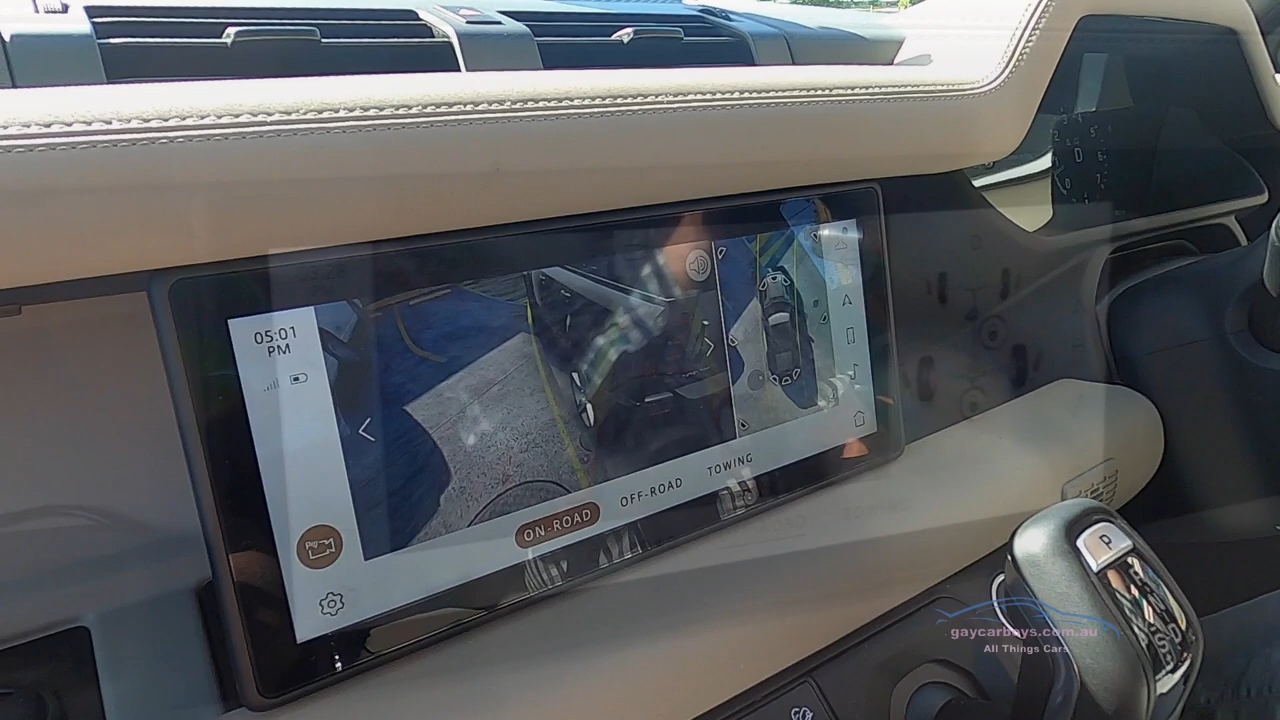 05:01
PM
ON-ROAD
OFF-ROAD
TOWING
P
gaycarboys.com.au
All Things Cars